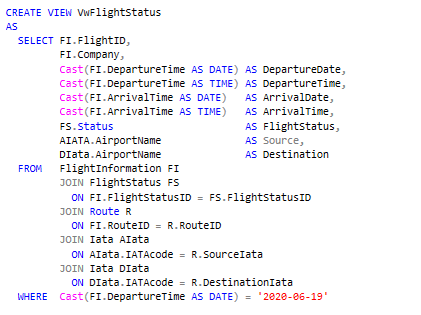 CREATE VIEW VwFlightStatus
AS
SELECT FI.FlightID,
FI.Company,
Cast(FI.DepartureTime AS DATE) AS DepartureDate,
Cast(FI.DepartureTime AS TIME) AS DepartureTime,
Cast(FI.ArrivalTime AS DATE) AS ArrivalDate,
Cast(FI.ArrivalTime AS TIME) AS ArrivalTime,
FS.Status AS FlightStatus,
AIATA.AirportName AS Source,
DIata.AirportName AS Destination
FROM FlightInformation FI
JOIN FlightStatus FS
ON FI.FlightStatusID = FS.FlightStatusID
JOIN Route R
ON FI.RouteID = R.RouteID
JOIN Iata AIata
ON AIata.IATAcode = R.SourceIata
JOIN Iata DIata
ON DIata.IATACode = R.DestinationIata
WHERE Cast(FI.DepartureTime AS DATE) = '2020-06-19'